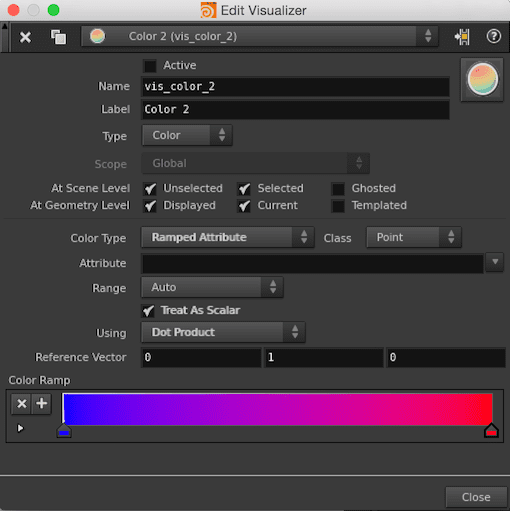 Edit Visualizer
Color 2 (vis_color_2)
Active
Name vis_color_2
Label Color 2
Type Color
Scope Global
At Scene Level Unselected Selected Ghosted
At Geometry Level Displayed Current Templated
Color Type Ramped Attribute Class Point
Attribute
Range Auto
Treat As Scalar
Using Dot Product
Reference Vector 0 1 0
Color Ramp
Close